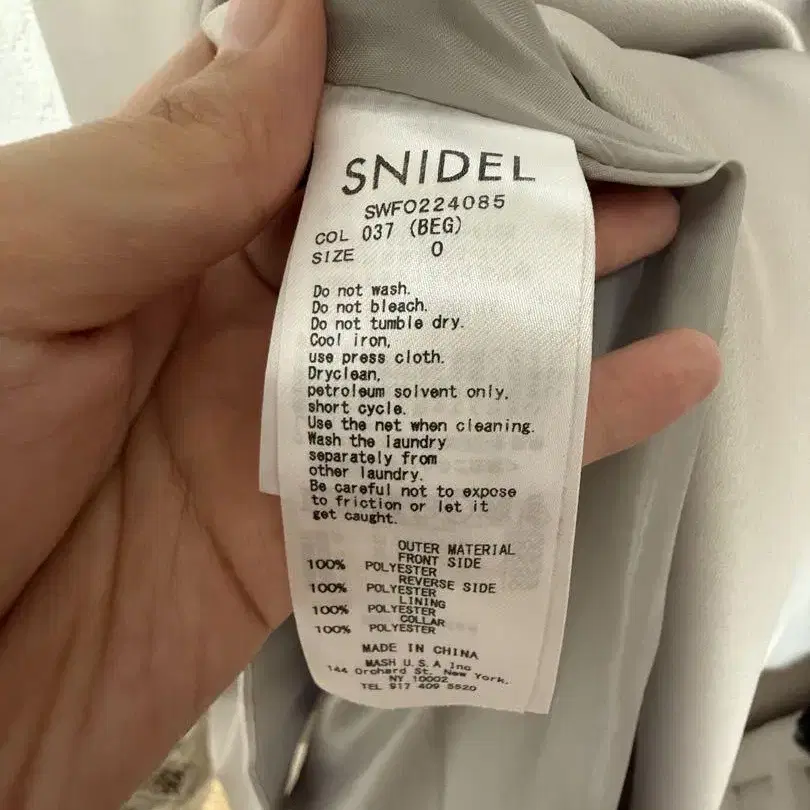 SNIDEL
SWFO224085
COL 037 (BEG)
SIZE 0
Do not wash.
Do not bleach.
Do not tumble dry.
Cool iron,
use press cloth.
Dryclean,
petroleum solvent only,
short cycle.
Use the net when cleaning.
Wash the laundry
separately from
other laundry.
Be careful not to expose
to friction or let it
get caught.
OUTER MATERIAL
FRONT SIDE
100% POLYESTER
REVERSE SIDE
100% POLYESTER
LINING
100% POLYESTER
COLLAR
100% POLYESTER
MADE IN CHINA
MASH U.S.A Inc
144 Orchard St, New York,
NY 10002
TEL 917 409 5520